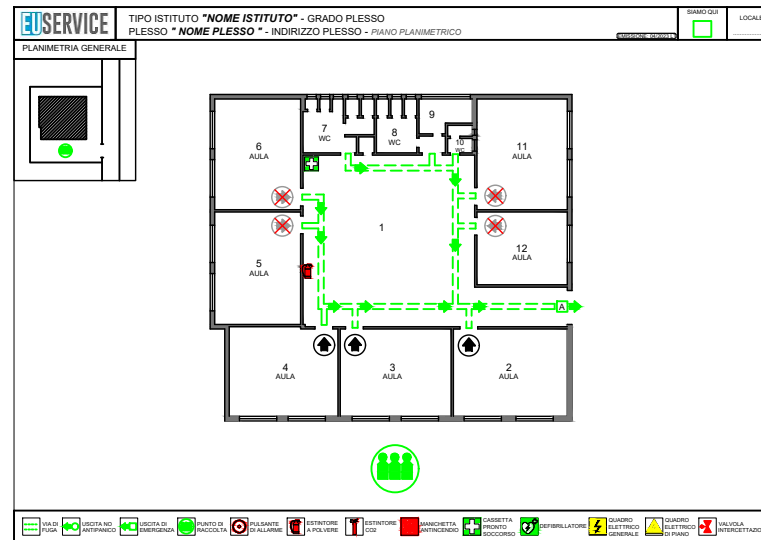 EUSERVICE
TIPO ISTITUTO "NOME ISTITUTO" - GRADO PLESSO
PLESSO " NOME PLESSO " - INDIRIZZO PLESSO - PIANO PLANIMETRICO
SIAMO QUI
LOCALE
PLANIMETRIA GENERALE
7
WC
8
WC
9
10
WC
6
AULA
11
AULA
1
12
AULA
5
AULA
A
4
AULA
3
AULA
2
AULA
VIA DI
FUGA
USCITA NO
ANTIPANICO
USCITA DI
EMERGENZA
PUNTO DI
RACCOLTA
PULSANTE
DI ALLARME
ESTINTORE
A POLVERE
ESTINTORE
CO2
MANICHETTA
ANTINCENDIO
CASSETTA
PRONTO
SOCCORSO
DEFIBRILLATORE
QUADRO
ELETTRICO
GENERALE
QUADRO
ELETTRICO
DI PIANO
VALVOLA
INTERCETTAZIO